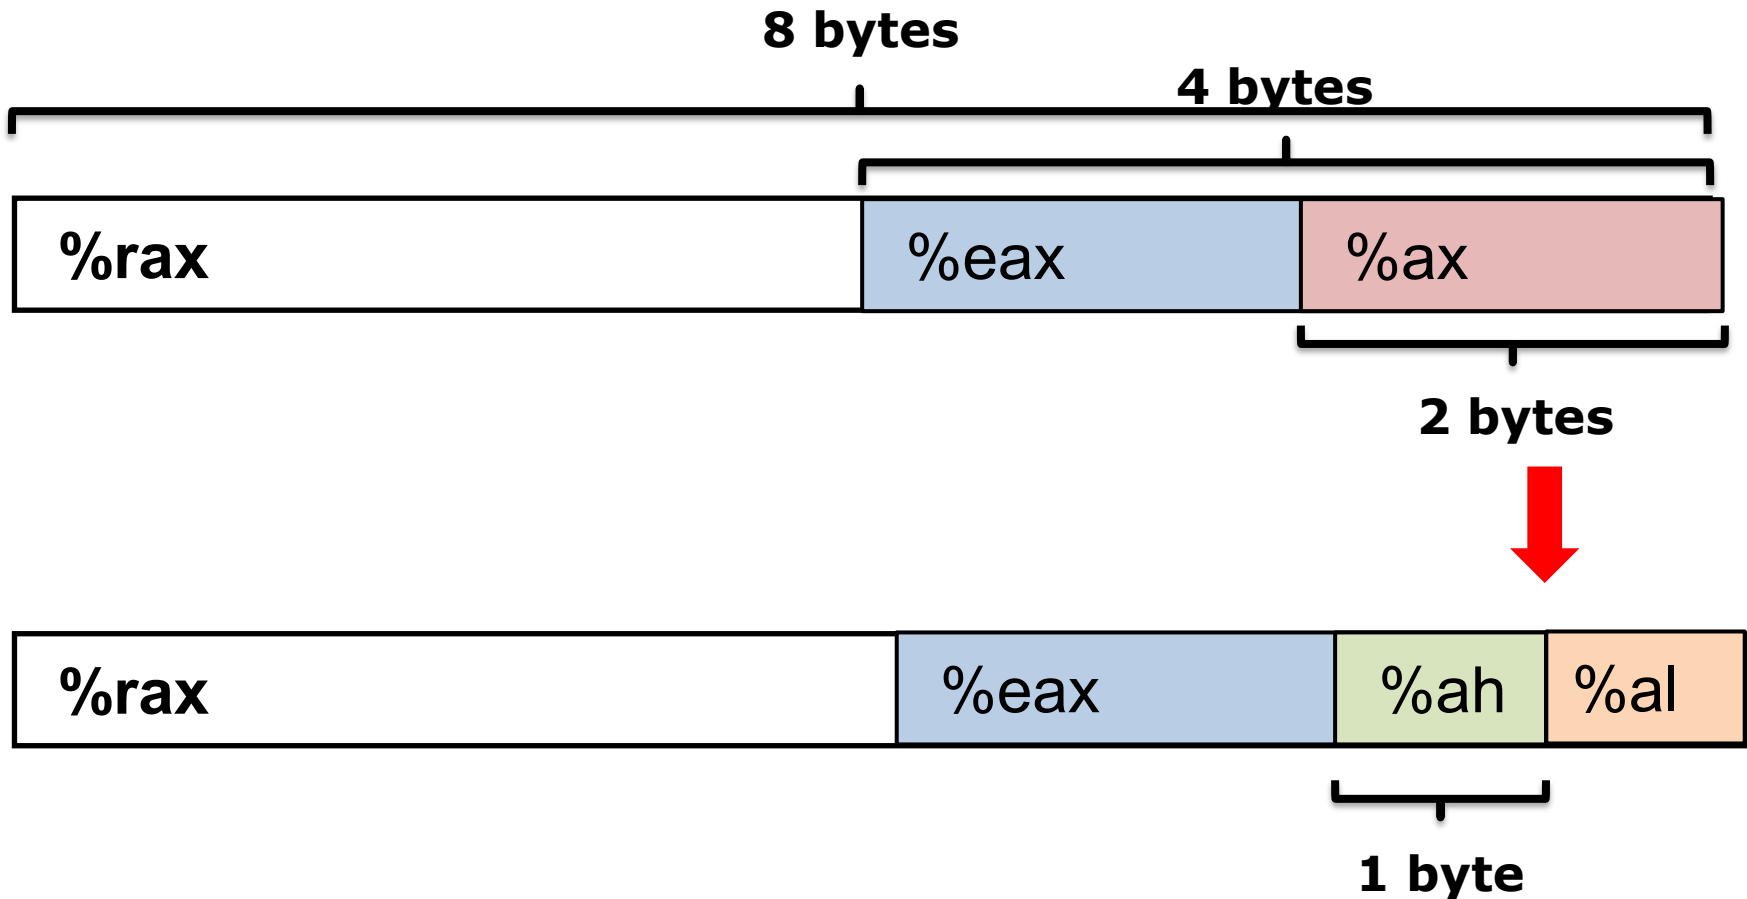 8 bytes
4 bytes
%rax %eax %ax
2 bytes
%rax %eax %ah %al
1 byte